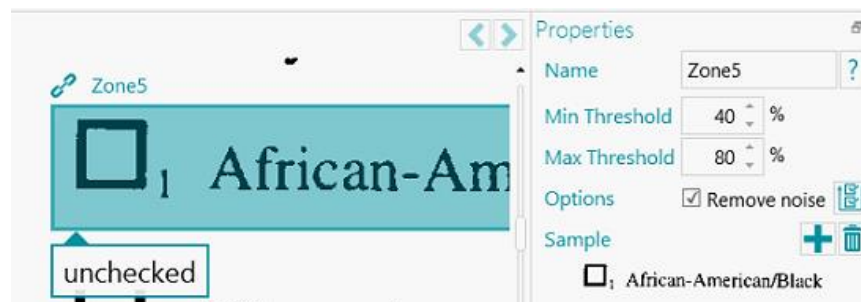 Zone5
1 African-Am
unchecked
Properties
Name Zone5 ?
Min Threshold 40 %
Max Threshold 80 %
Options Remove noise
Sample
1 African-American/Black